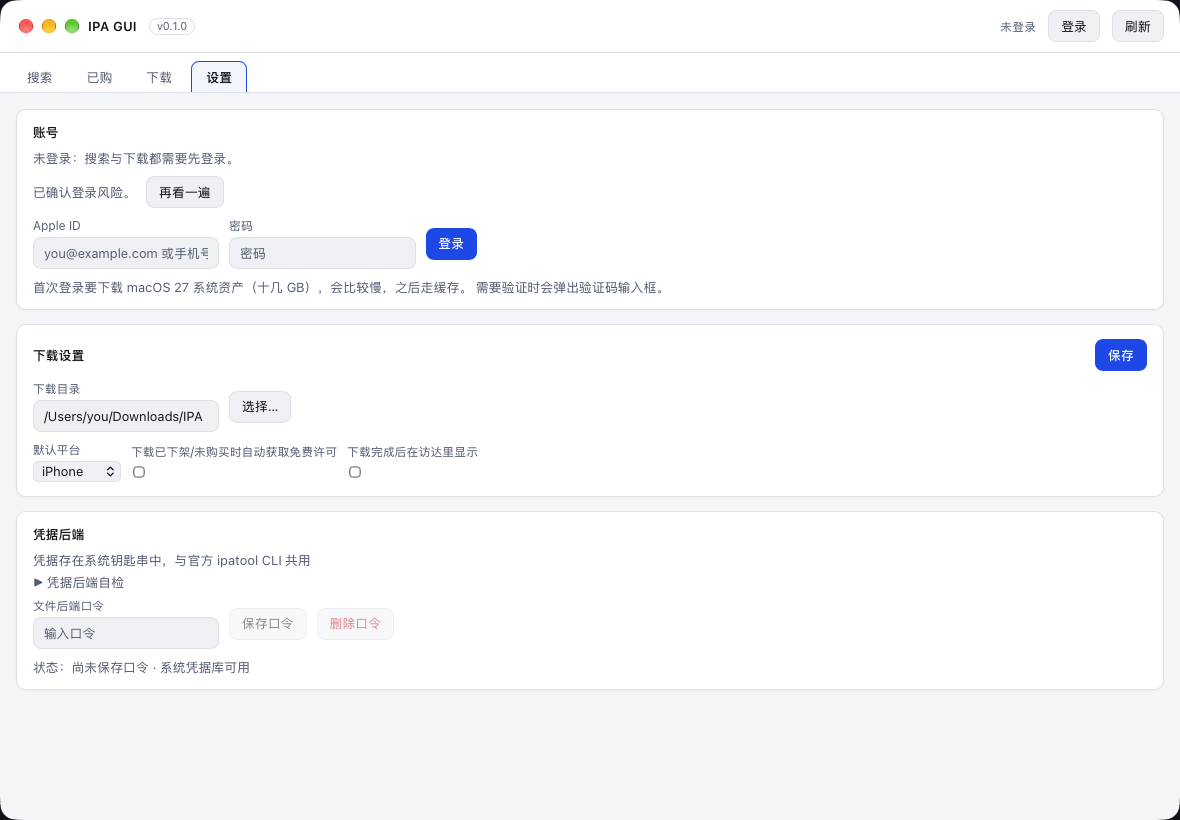 IPA GUI v0.1.0 未登录 登录 刷新
搜索 已购 下载 设置
账号
未登录：搜索与下载都需要先登录。
已确认登录风险。 再看一遍
Apple ID 密码
you@example.com 或手机号 密码 登录
首次登录要下载 macOS 27 系统资产（十几 GB），会比较慢，之后走缓存。 需要验证时会弹出验证码输入框。
下载设置 保存
下载目录
/Users/you/Downloads/IPA 选择...
默认平台 下载已下架/未购买时自动获取免费许可 下载完成后在访达里显示
iPhone
凭据后端
凭据存在系统钥匙串中，与官方 ipatool CLI 共用
▶ 凭据后端自检
文件后端口令
输入口令 保存口令 删除口令
状态：尚未保存口令 · 系统凭据库可用